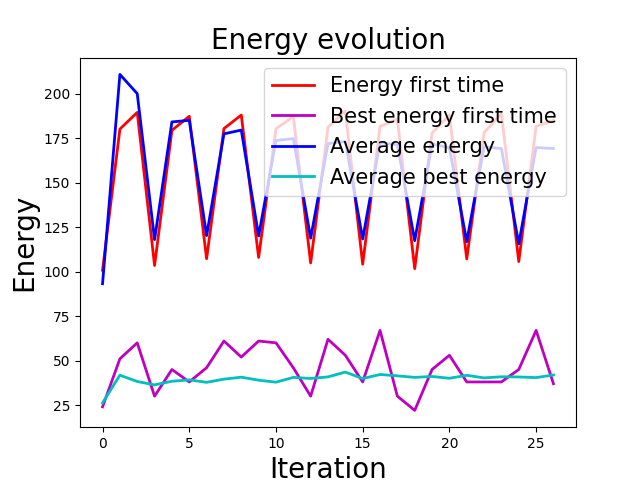 Energy evolution
Energy first time
Best energy first time
Average energy
Average best energy
Energy
200
175
150
125
100
75
50
25
0 5 10 15 20 25
Iteration